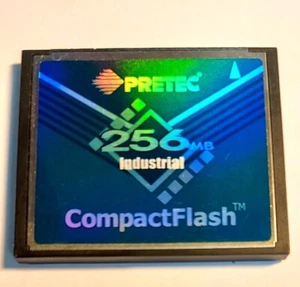 PRETEC®
256MB
Industrial
CompactFlash™